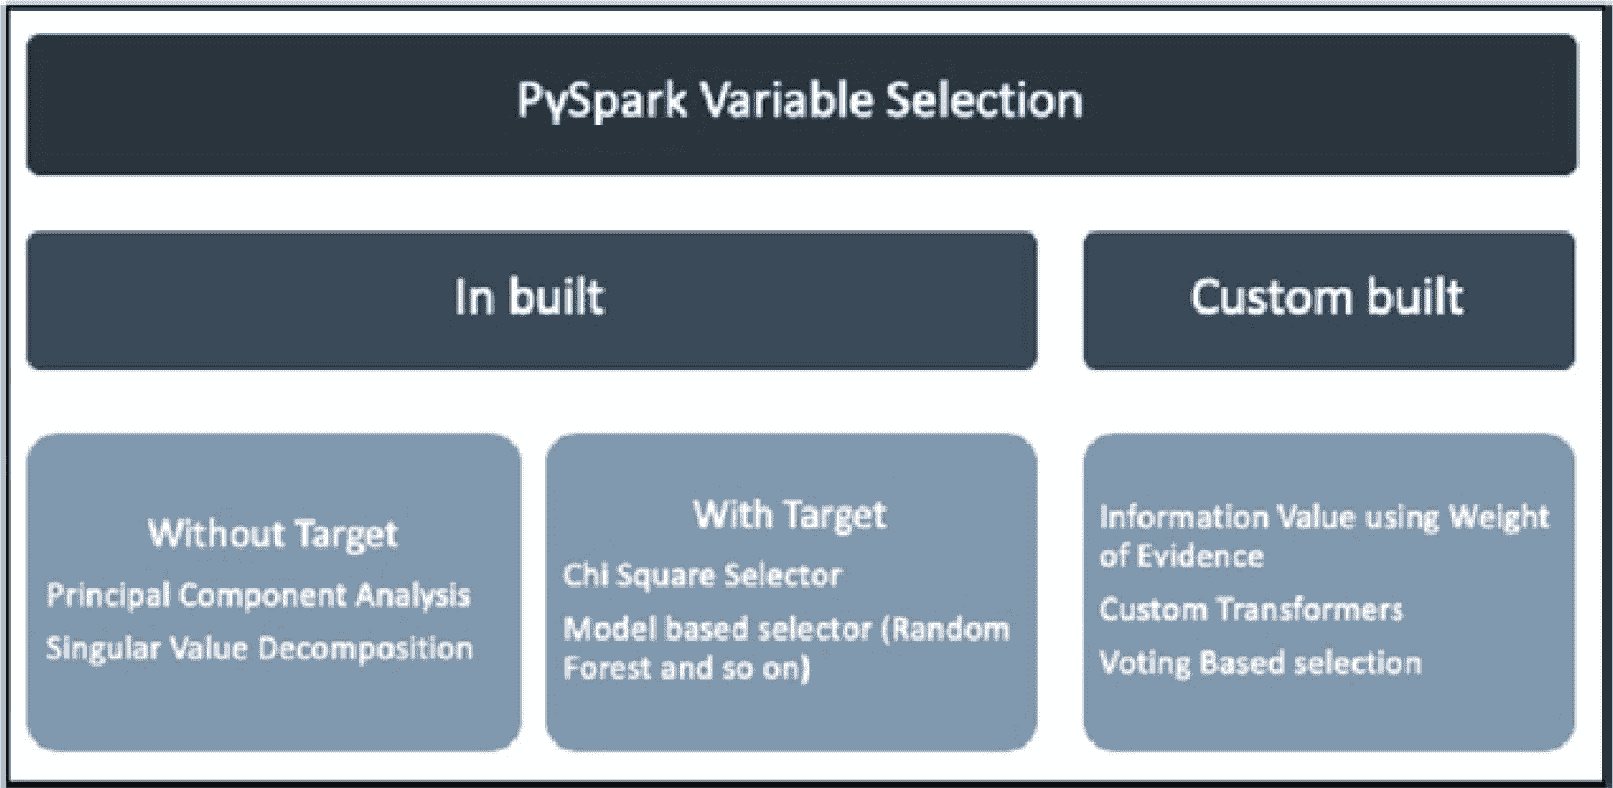 PySpark Variable Selection
In built
Custom built
Without Target
Principal Component Analysis
Singular Value Decomposition
With Target
Chi Square Selector
Model based selector (Random
Forest and so on)
Information Value using Weight
of Evidence
Custom Transformers
Voting Based selection